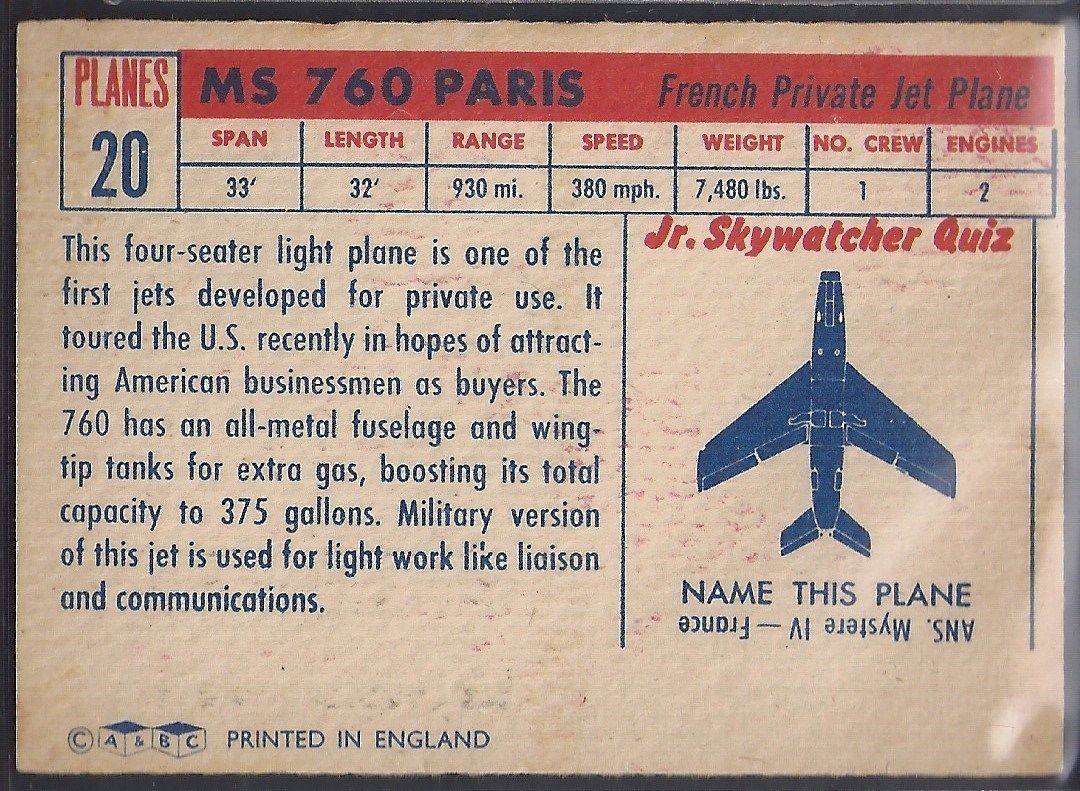 PLANES
20
MS 760 PARIS French Private Jet Plane
SPAN LENGTH RANGE SPEED WEIGHT NO. CREW ENGINES
33′ 32′ 930 mi. 380 mph. 7,480 lbs. 1 2
This four-seater light plane is one of the
first jets developed for private use. It
toured the U.S. recently in hopes of attract-
ing American businessmen as buyers. The
760 has an all-metal fuselage and wing-
tip tanks for extra gas, boosting its total
capacity to 375 gallons. Military version
of this jet is used for light work like liaison
and communications.
Jr. Skywatcher Quiz
NAME THIS PLANE
ANS. Mystere IV — France
© A & B C PRINTED IN ENGLAND